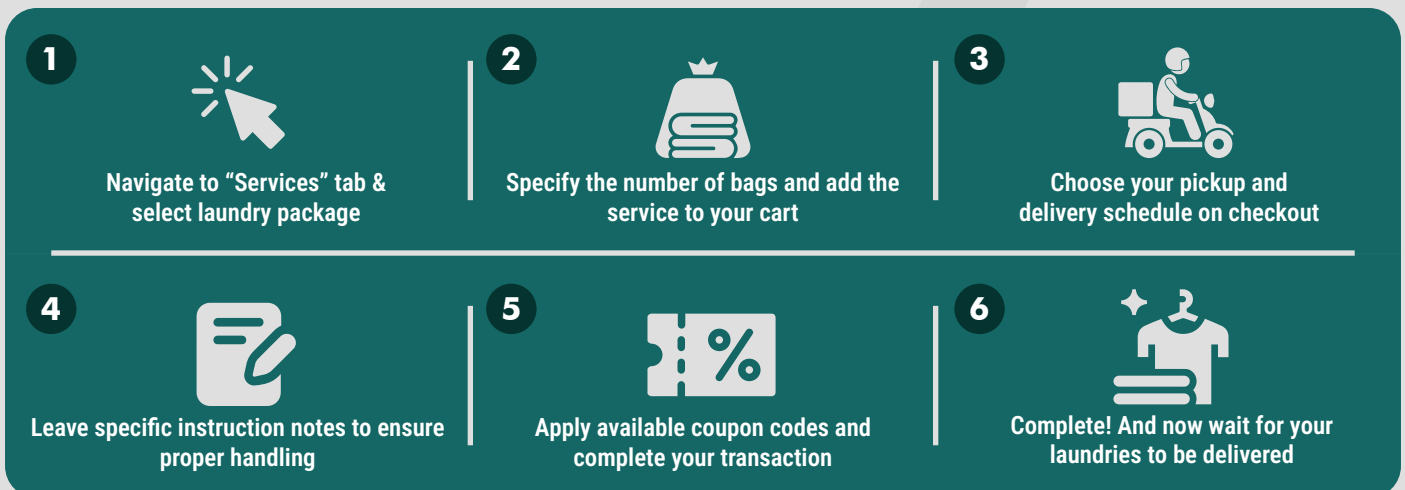 1
Navigate to “Services” tab &
select laundry package
2
Specify the number of bags and add the
service to your cart
3
Choose your pickup and
delivery schedule on checkout
4
Leave specific instruction notes to ensure
proper handling
5
%
Apply available coupon codes and
complete your transaction
6
Complete! And now wait for your
laundries to be delivered